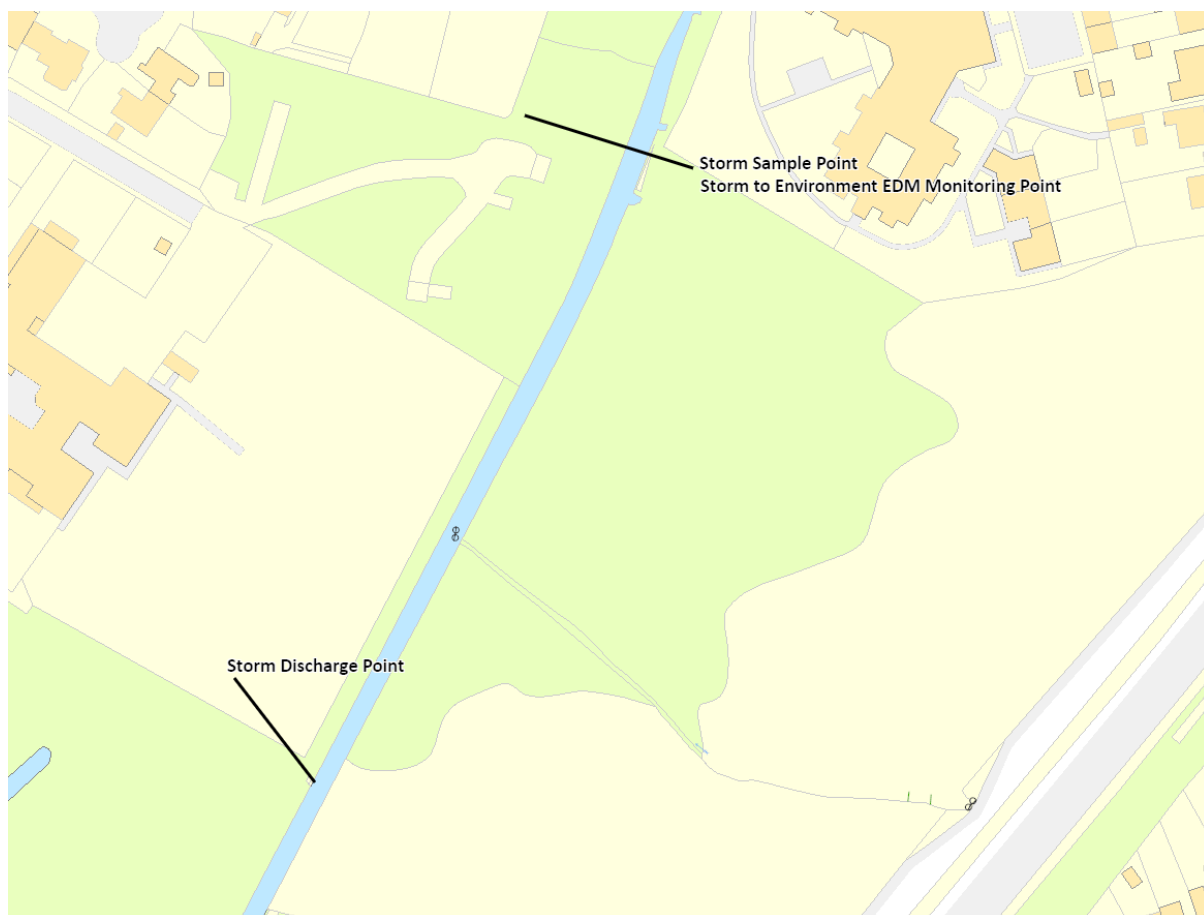 Storm Sample Point
Storm to Environment EDM Monitoring Point
Storm Discharge Point